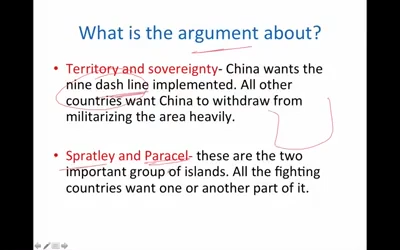 What is the argument about?
• Territory and sovereignty- China wants the
nine dash line implemented. All other
countries want China to withdraw from
militarizing the area heavily.
• Spratley and Paracel- these are the two
important group of islands. All the fighting
countries want one or another part of it.